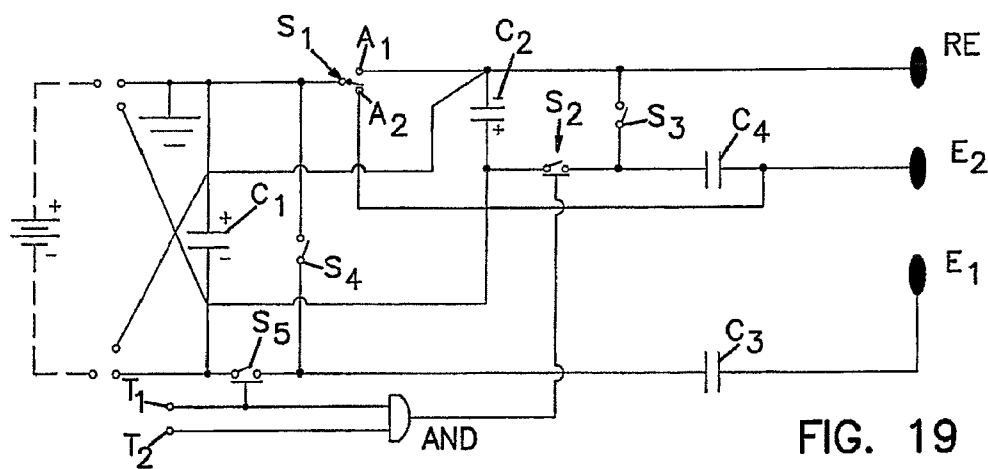 S1
A1
C2
RE
A2
S2
S3
C4
E2
+
-
C1
+
-
-
+
S4
E1
S5
C3
T1
T2
AND
FIG. 19